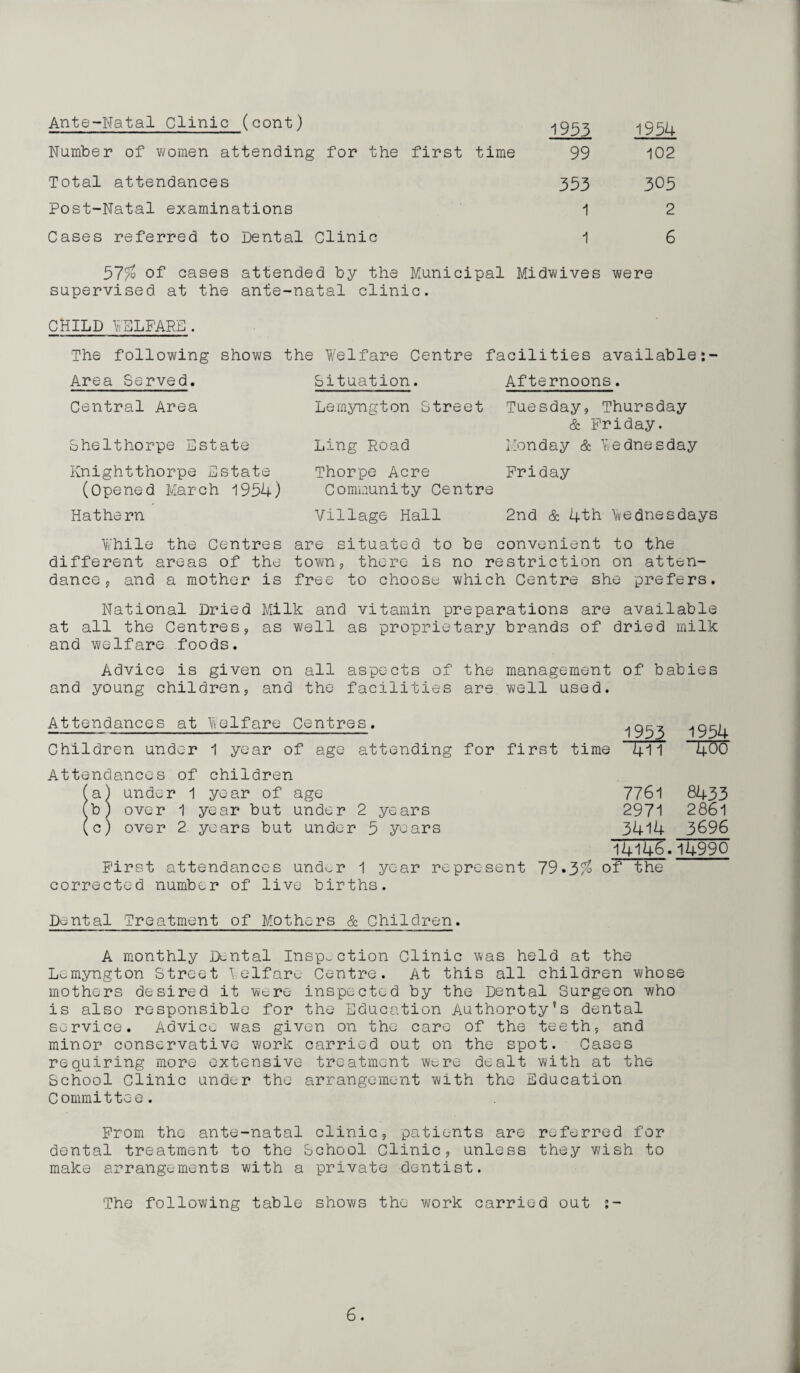 Ante-Natal Clinic (cont) 1953 1954
Number of women attending for the first time 99 102
Total attendances 353 305
Post-Natal examinations 1 2
Cases referred to Dental Clinic 1 6
57% of cases attended by the Municipal Midwives were
supervised at the ante-natal clinic.
CHILD WELFARE.
The following shows the Welfare Centre facilities available:-
Area Served. Situation. Afternoons.
Central Area Lemyngton Street Tuesday, Thursday
& Friday.
Shelthorpe Estate Ling Road Monday & Wednesday
Knightthorpe Estate Thorpe Acre Friday
(Opened March 1954) Community Centre
Hathern Village Hall 2nd & 4th Wednesdays
While the Centres are situated to be convenient to the
different areas of the town, there is no restriction on atten-
dance, and a mother is free to choose which Centre she prefers.
National Dried Milk and vitamin preparations are available
at all the Centres, as well as proprietary brands of dried milk
and welfare foods.
Advice is given on all aspects of the management of babies
and young children, and the facilities are well used.
Attendances at Welfare Centres. 1953 1954
Children under 1 year of age attending for first time 411 400
Attendances of children
(a) under 1 year of age 7761 8433
(b) over 1 year but under 2 years 2971 2861
(c) over 2 years but under 5 years 3414 3696
14146. 14990
First attendances under 1 year represent 79.3% of the
corrected number of live births.
Dental Treatment of Mothers & Children.
A monthly Dental Inspection Clinic was held at the
Lemyngton Street Welfare Centre. At this all children whose
mothers desired it were inspected by the Dental Surgeon who
is also responsible for the Education Authoroty's dental
service. Advice was given on the care of the teeth, and
minor conservative work carried out on the spot. Cases
requiring more extensive treatment were dealt with at the
School Clinic under the arrangement with the Education
Committee.
From the ante-natal clinic, patients are referred for
dental treatment to the School Clinic, unless they wish to
make arrangements with a private dentist.
The following table shows the work carried out :-
6.